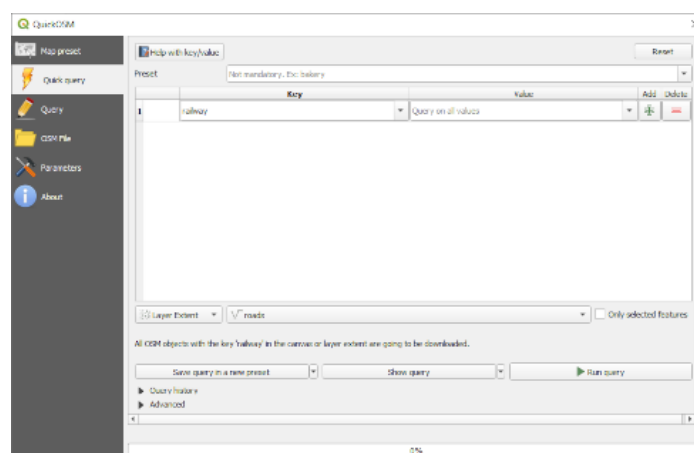 QuickOSM
Map preset
Quick query
Query
OSM File
Parameters
About
Help with key/value
Reset
Preset
Not mandatory. Ex: bakery
Key Value Add Delete
1 railway Query on all values
Layer Extent roads Only selected features
All OSM objects with the key 'railway' in the canvas or layer extent are going to be downloaded.
Save query in a new preset Show query Run query
Query history
Advanced
0%